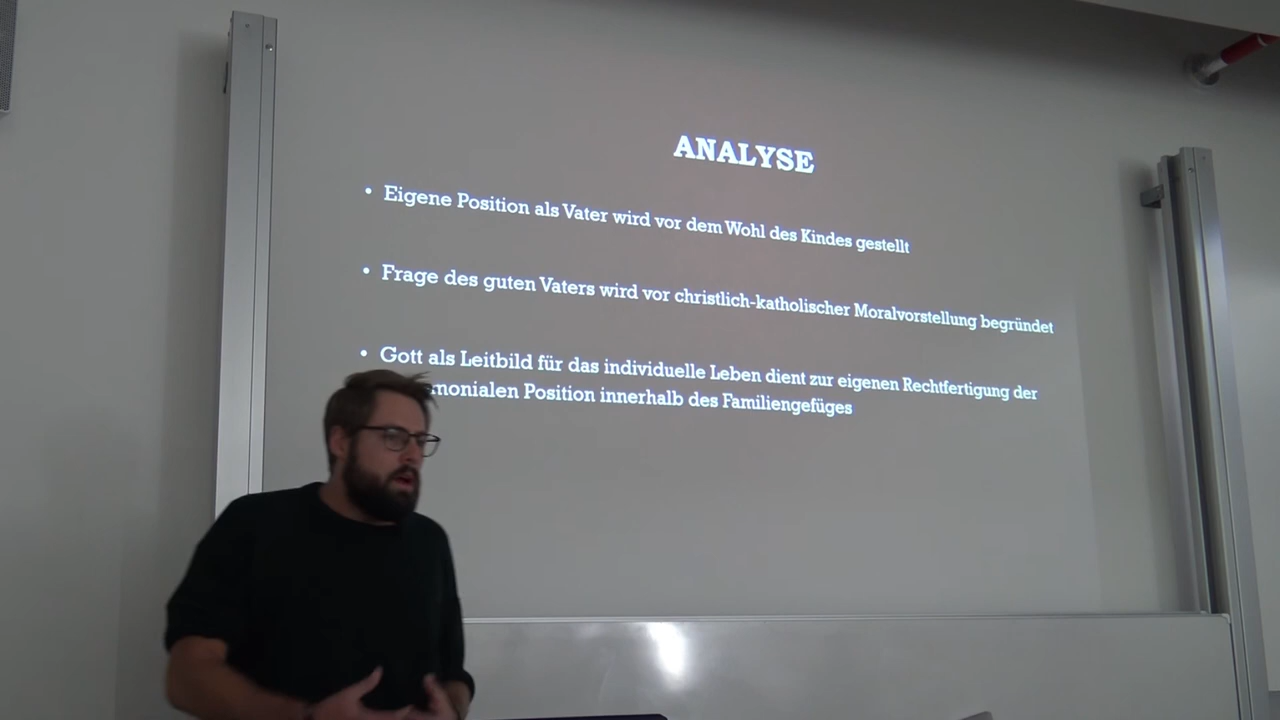 ANALYSE
• Eigene Position als Vater wird vor dem Wohl des Kindes gestellt
• Frage des guten Vaters wird vor christlich-katholischer Moralvorstellung begründet
• Gott als Leitbild für das individuelle Leben dient zur eigenen Rechtfertigung der
Position innerhalb des Familiengefüges